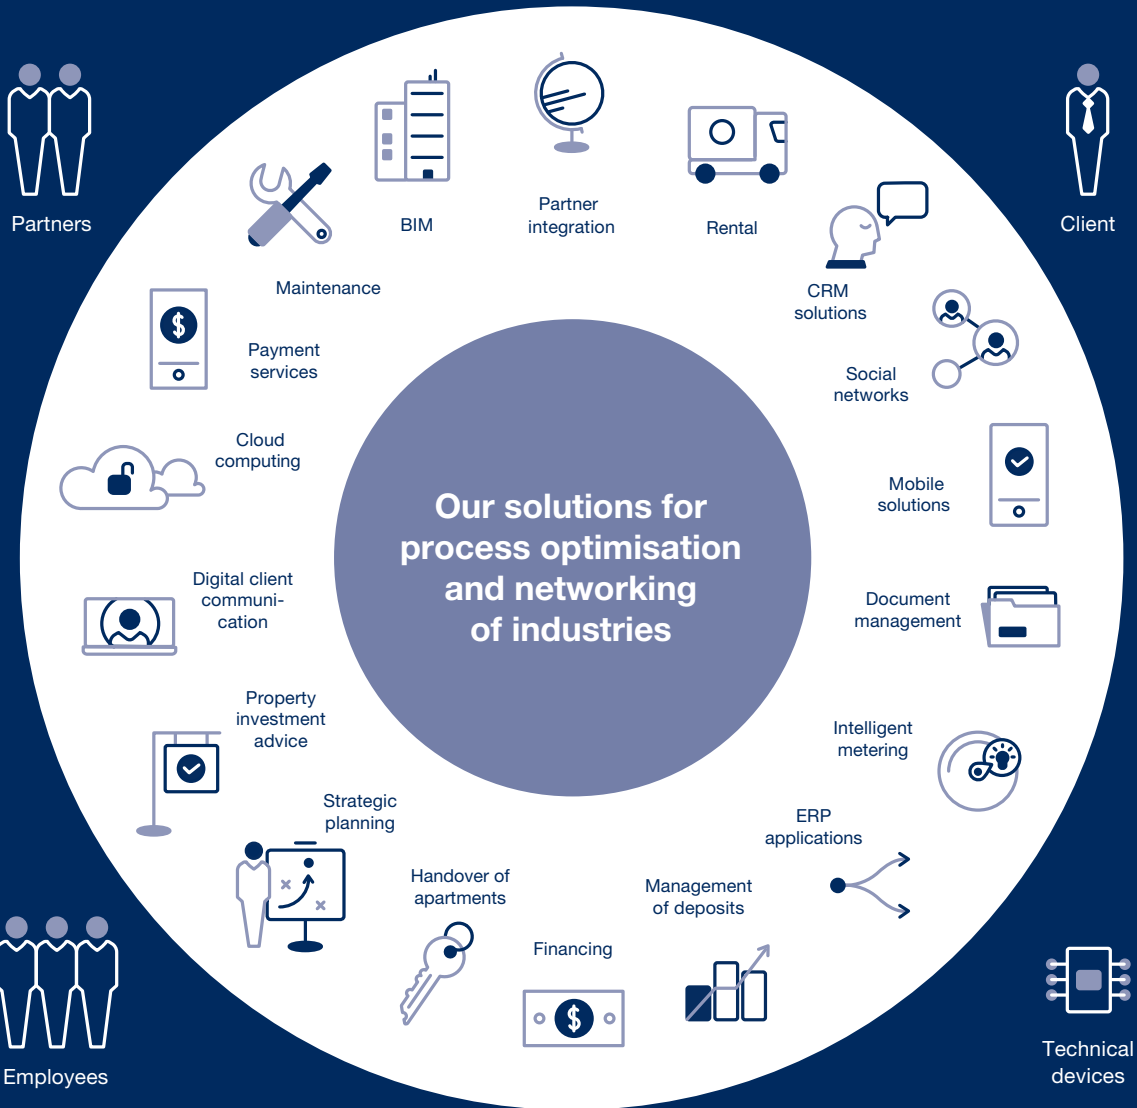 Partners
Client
BIM
Partner
integration
Rental
Maintenance
CRM
solutions
Payment
services
Social
networks
Cloud
computing
Mobile
solutions
Our solutions for
process optimisation
and networking
of industries
Digital client
communi-
cation
Document
management
Property
investment
advice
Intelligent
metering
Strategic
planning
ERP
applications
Handover of
apartments
Management
of deposits
Financing
$
$
Employees
Technical
devices